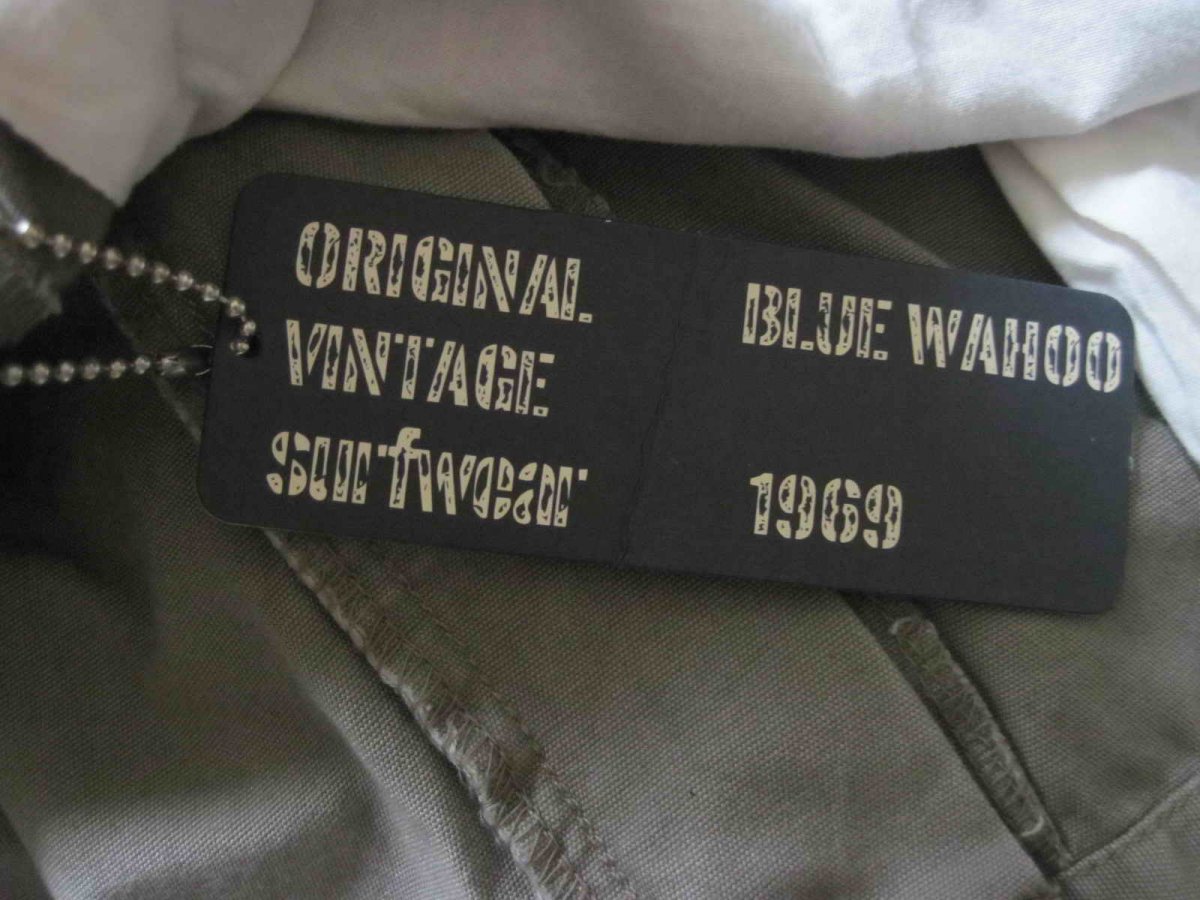 ORIGINAL
VINTAGE
surfwear
BLUE WAHOO
1969